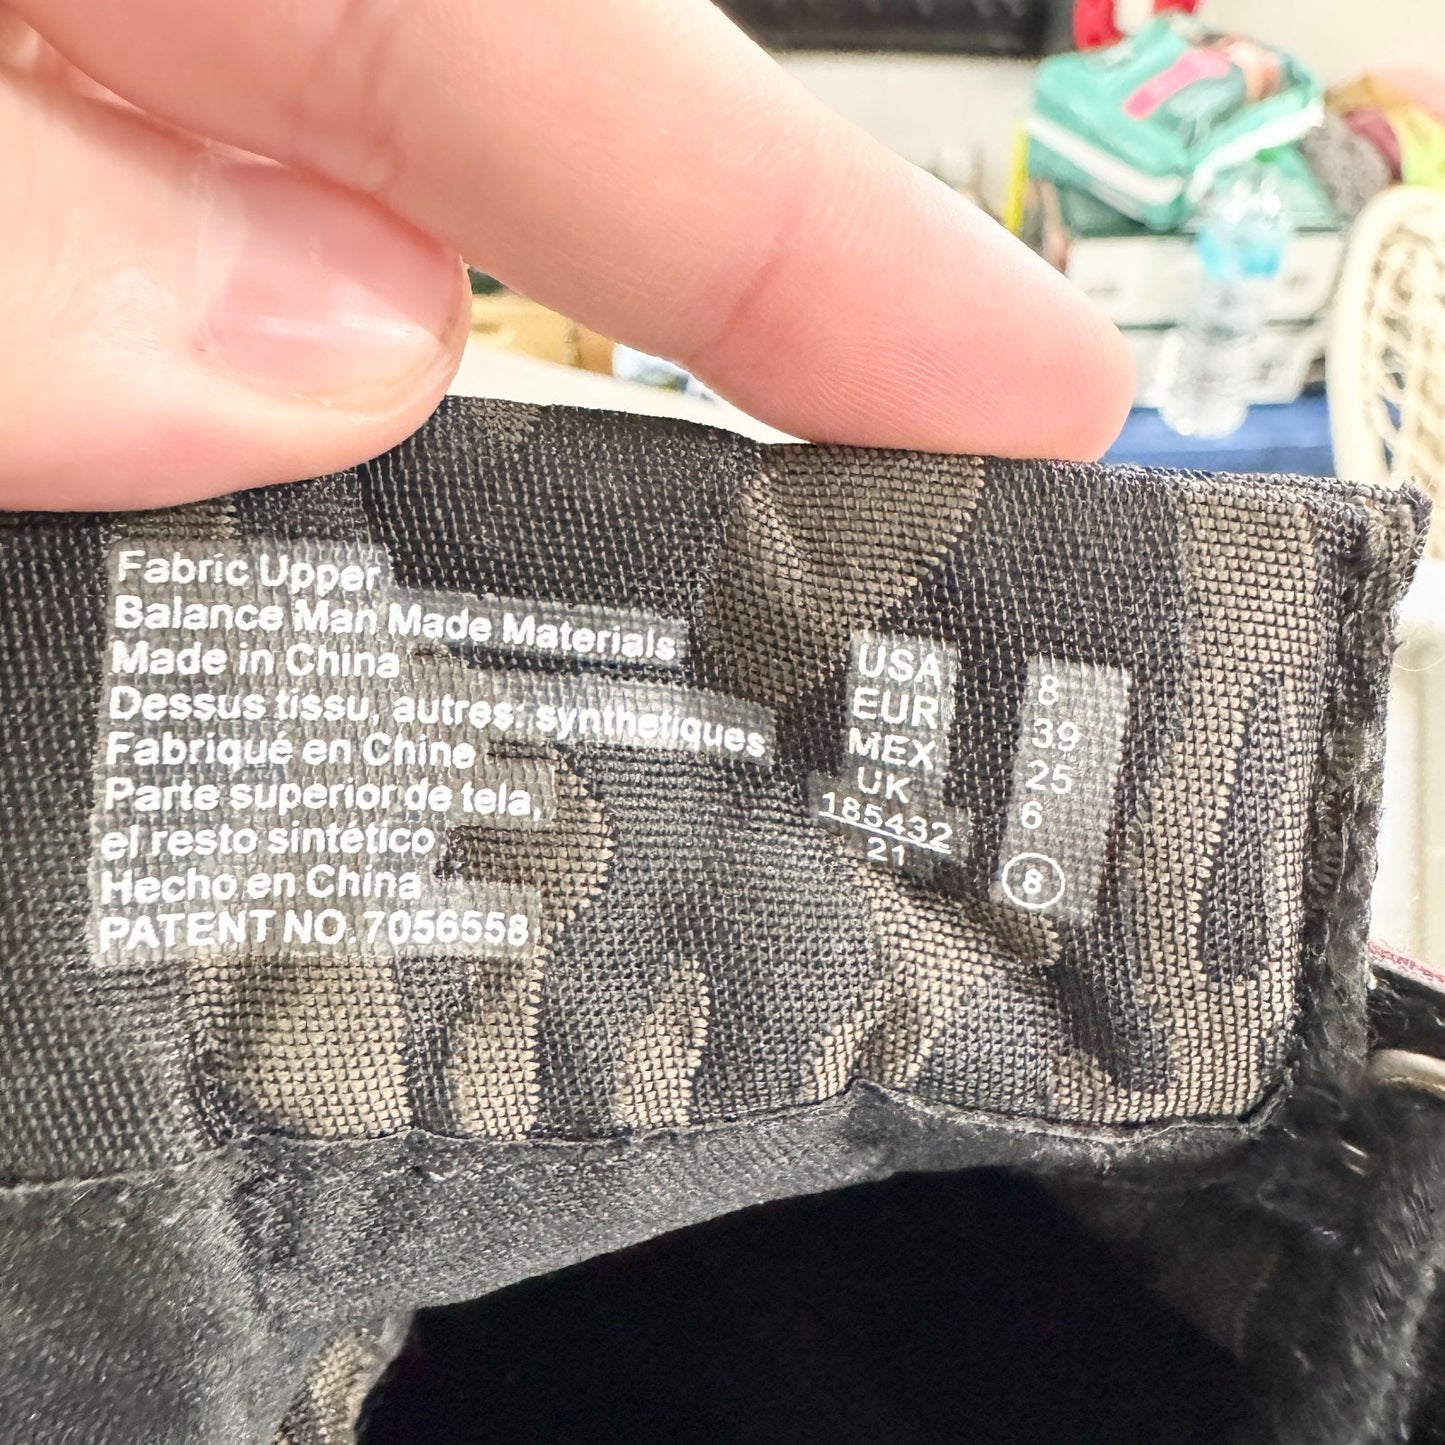 Fabric Upper
Balance Man Made Materials
Made in China
Dessus tissu, autres: synthetiques
Fabriqué en Chine
Parte superior de tela,
el resto sintético
Hecho en China
PATENT NO. 7056558
USA 8
EUR 39
MEX 25
UK 6
185432
21
8